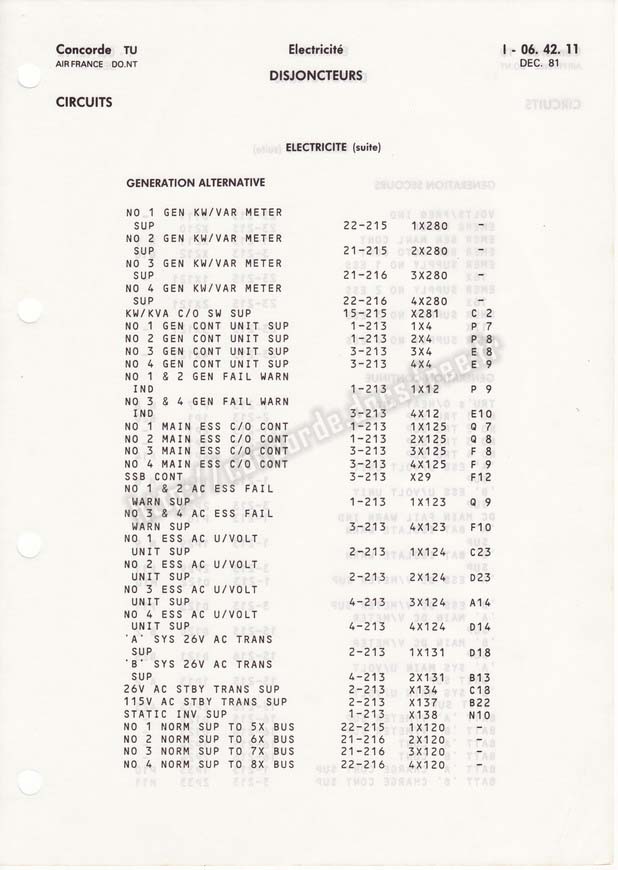 Concorde TU
Electricité
I - 06. 42. 11
AIR FRANCE DO.NT
DEC. 81
DISJONCTEURS
CIRCUITS
ELECTRICITE (suite)
GENERATION ALTERNATIVE
NO 1 GEN KW/VAR METER
SUP 22-215 1X280 -
NO 2 GEN KW/VAR METER
SUP 21-215 2X280 -
NO 3 GEN KW/VAR METER
SUP 21-216 3X280 -
NO 4 GEN KW/VAR METER
SUP 22-216 4X280 -
KW/KVA C/O SW SUP 15-215 X281 C 2
NO 1 GEN CONT UNIT SUP 1-213 1X4 P 7
NO 2 GEN CONT UNIT SUP 1-213 2X4 P 8
NO 3 GEN CONT UNIT SUP 3-213 3X4 E 8
NO 4 GEN CONT UNIT SUP 3-213 4X4 E 9
NO 1 & 2 GEN FAIL WARN
IND 1-213 1X12 P 9
NO 3 & 4 GEN FAIL WARN
IND 3-213 4X12 E10
NO 1 MAIN ESS C/O CONT 1-213 1X125 Q 7
NO 2 MAIN ESS C/O CONT 1-213 2X125 Q 8
NO 3 MAIN ESS C/O CONT 3-213 3X125 F 8
NO 4 MAIN ESS C/O CONT 3-213 4X125 F 9
SSB CONT 3-213 X29 F12
NO 1 & 2 AC ESS FAIL
WARN SUP 1-213 1X123 Q 9
NO 3 & 4 AC ESS FAIL
WARN SUP 3-213 4X123 F10
NO 1 ESS AC U/VOLT
UNIT SUP 2-213 1X124 C23
NO 2 ESS AC U/VOLT
UNIT SUP 2-213 2X124 D23
NO 3 ESS AC U/VOLT
UNIT SUP 4-213 3X124 A14
NO 4 ESS AC U/VOLT
UNIT SUP 4-213 4X124 D14
'A' SYS 26V AC TRANS
SUP 2-213 1X131 D18
'B' SYS 26V AC TRANS
SUP 4-213 2X131 B13
26V AC STBY TRANS SUP 2-213 X134 C18
115V AC STBY TRANS SUP 2-213 X137 B22
STATIC INV SUP 1-213 X138 N10
NO 1 NORM SUP TO 5X BUS 22-215 1X120 -
NO 2 NORM SUP TO 6X BUS 21-216 2X120 -
NO 3 NORM SUP TO 7X BUS 21-216 3X120 -
NO 4 NORM SUP TO 8X BUS 22-216 4X120 -